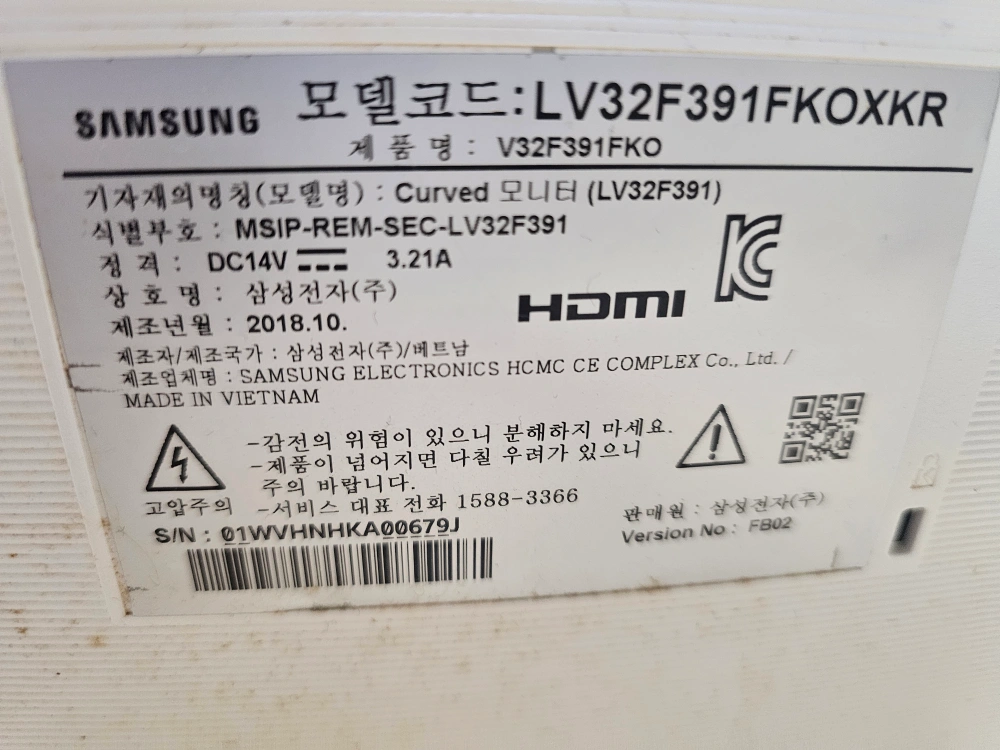 SAMSUNG 모델코드:LV32F391FKOXKR
제 품 명 : V32F391FKO
기자재의명칭(모델명) : Curved 모니터 (LV32F391)
식별부호 : MSIP-REM-SEC-LV32F391
정 격 : DC14V 3.21A
상 호 명 : 삼성전자(주)
HDMI
제조년월 : 2018.10.
제조자/제조국가 : 삼성전자(주)/베트남
제조업체명 : SAMSUNG ELECTRONICS HCMC CE COMPLEX Co., Ltd. /
MADE IN VIETNAM
-감전의 위험이 있으니 분해하지 마세요.
-제품이 넘어지면 다칠 우려가 있으니
주의 바랍니다.
고압주의 -서비스 대표 전화 1588-3366
S/N : 01WVHNHKA00679J
판매원 : 삼성전자(주)
Version No : FB02